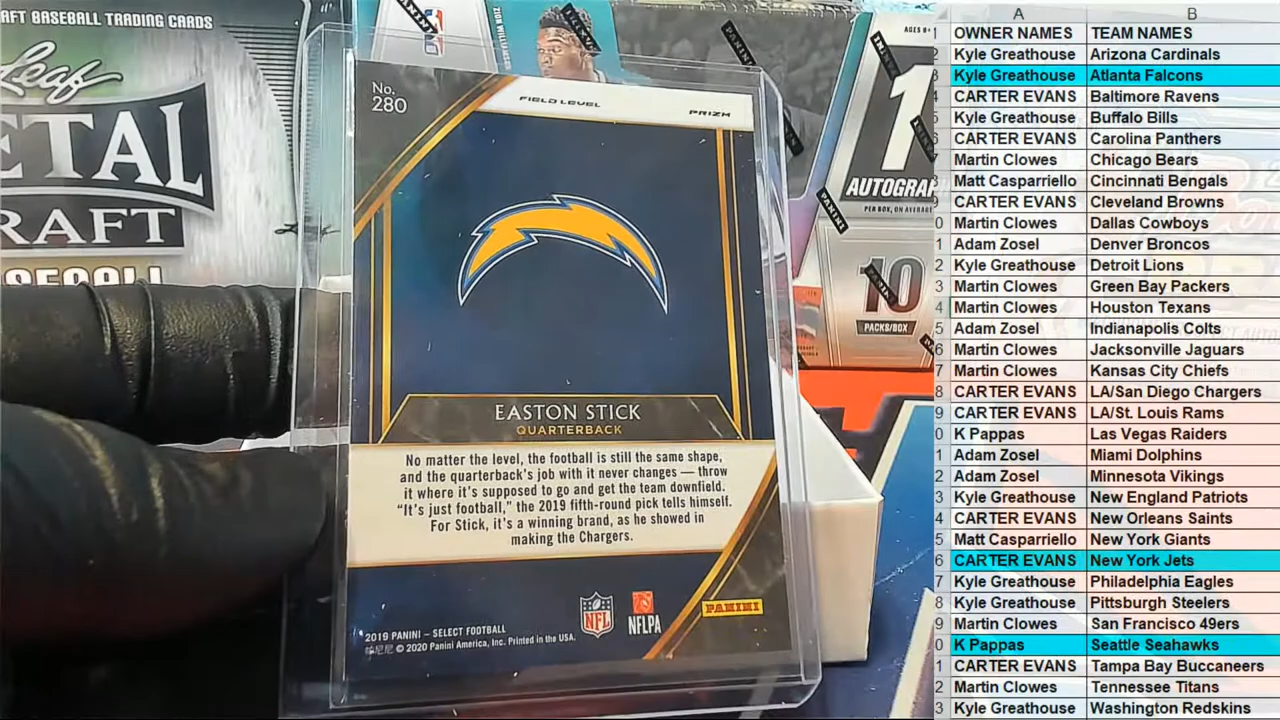 AFT BASEBALL TRADING CARDS
Leaf
ETAL
RAFT
No.
280
FIELD LEVEL
PRIZM
EASTON STICK
QUARTERBACK
No matter the level, the football is still the same shape,
and the quarterback's job with it never changes — throw
it where it's supposed to go and get the team downfield.
"It's just football," the 2019 fifth-round pick tells himself.
For Stick, it's a winning brand, as he showed in
making the Chargers.
NFL
NFLPA
PANINI
2019 PANINI – SELECT FOOTBALL
© 2020 Panini America, Inc. Printed in the USA.
PANINI
PANINI
AGES 8+
1
AUTOGRAP
PER BOX, ON AVERAGE
PANINI
10
PACKS/BOX
A B
OWNER NAMES TEAM NAMES
Kyle Greathouse Arizona Cardinals
Kyle Greathouse Atlanta Falcons
CARTER EVANS Baltimore Ravens
Kyle Greathouse Buffalo Bills
CARTER EVANS Carolina Panthers
Martin Clowes Chicago Bears
Matt Casparriello Cincinnati Bengals
CARTER EVANS Cleveland Browns
Martin Clowes Dallas Cowboys
Adam Zosel Denver Broncos
Kyle Greathouse Detroit Lions
Martin Clowes Green Bay Packers
Martin Clowes Houston Texans
Adam Zosel Indianapolis Colts
Martin Clowes Jacksonville Jaguars
Martin Clowes Kansas City Chiefs
CARTER EVANS LA/San Diego Chargers
CARTER EVANS LA/St. Louis Rams
K Pappas Las Vegas Raiders
Adam Zosel Miami Dolphins
Adam Zosel Minnesota Vikings
Kyle Greathouse New England Patriots
CARTER EVANS New Orleans Saints
Matt Casparriello New York Giants
CARTER EVANS New York Jets
Kyle Greathouse Philadelphia Eagles
Kyle Greathouse Pittsburgh Steelers
Martin Clowes San Francisco 49ers
K Pappas Seattle Seahawks
CARTER EVANS Tampa Bay Buccaneers
Martin Clowes Tennessee Titans
Kyle Greathouse Washington Redskins